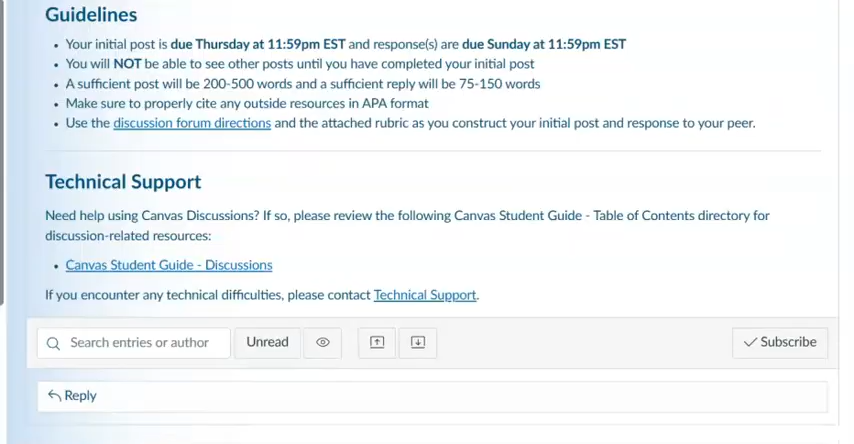 Guidelines
Your initial post is due Thursday at 11:59pm EST and response(s) are due Sunday at 11:59pm EST
You will NOT be able to see other posts until you have completed your initial post
A sufficient post will be 200-500 words and a sufficient reply will be 75-150 words
Make sure to properly cite any outside resources in APA format
Use the discussion forum directions and the attached rubric as you construct your initial post and response to your peer.
Technical Support
Need help using Canvas Discussions? If so, please review the following Canvas Student Guide - Table of Contents directory for
discussion-related resources:
Canvas Student Guide - Discussions
If you encounter any technical difficulties, please contact Technical Support.
Search entries or author Unread Subscribe
Reply